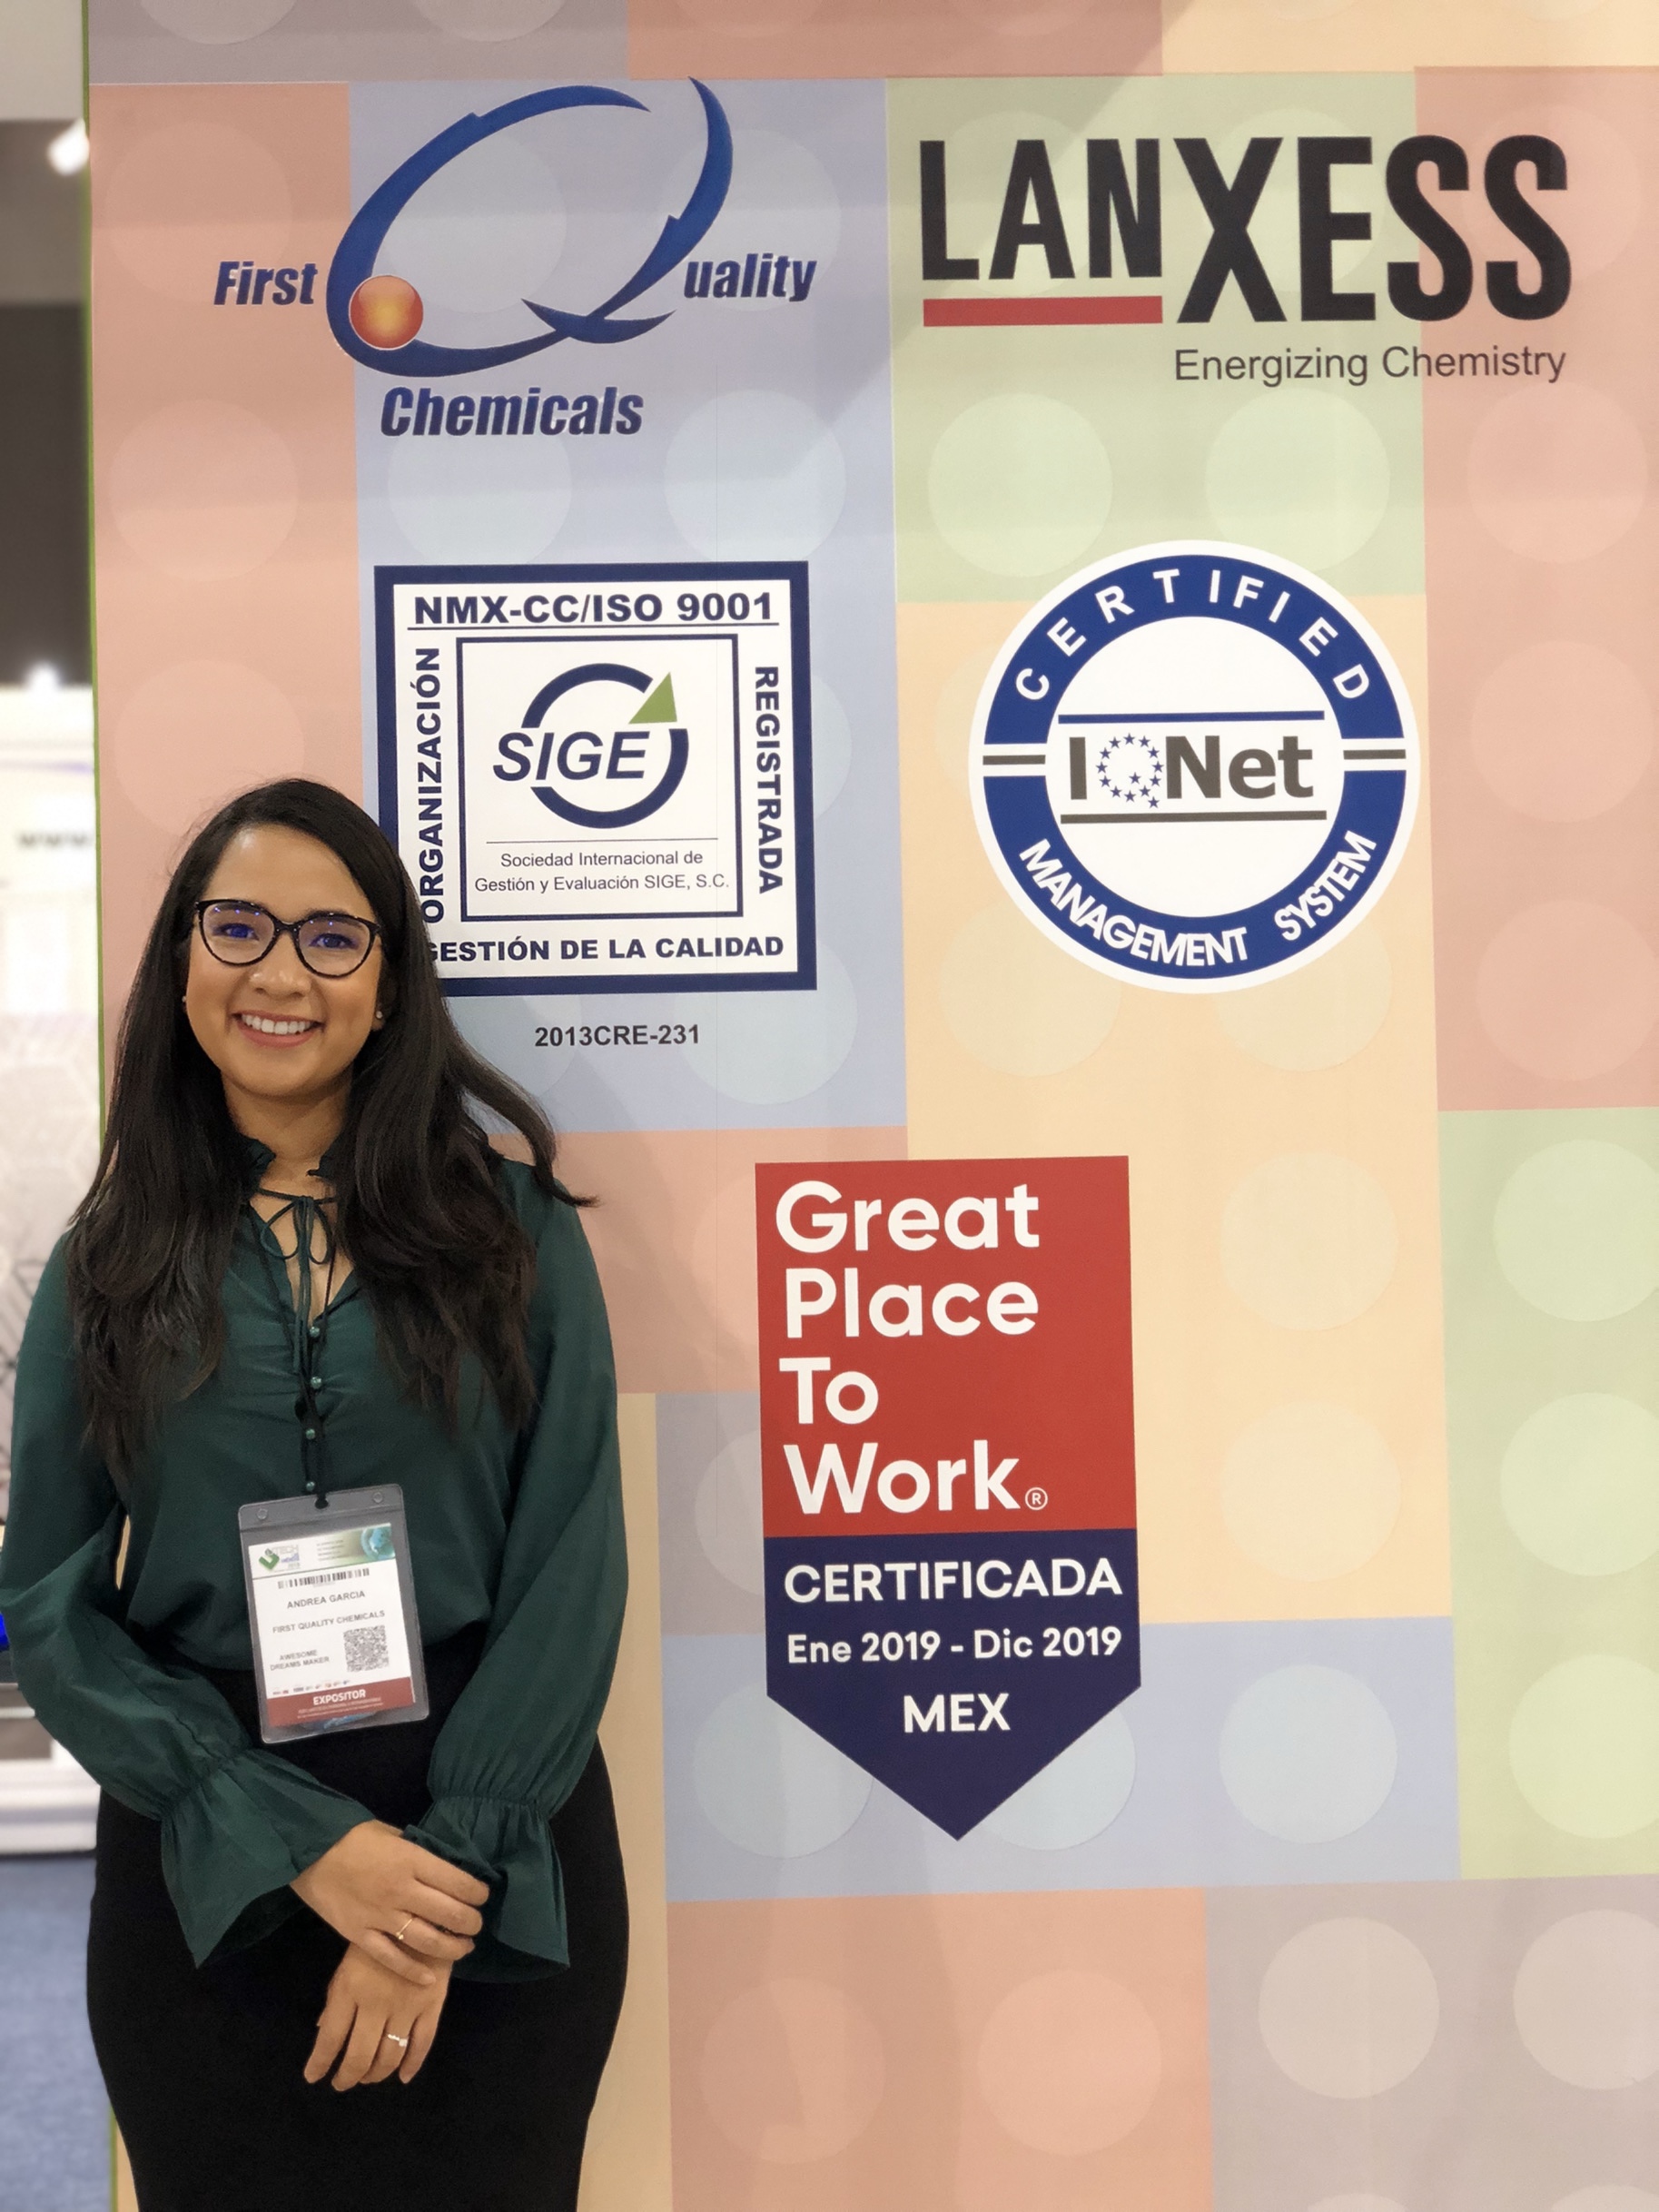 First Quality
Chemicals
LANXESS
Energizing Chemistry
NMX-CC/ISO 9001
ORGANIZACIÓN
REGISTRADA
SIGE
Sociedad Internacional de
Gestión y Evaluación SIGE, S.C.
GESTIÓN DE LA CALIDAD
2013CRE-231
CERTIFIED
IQNet
MANAGEMENT SYSTEM
Great
Place
To
Work®
CERTIFICADA
Ene 2019 - Dic 2019
MEX
www.
ANDREA GARCIA
FIRST QUALITY CHEMICALS
AWESOME
DREAMS MAKER
EXPOSITOR